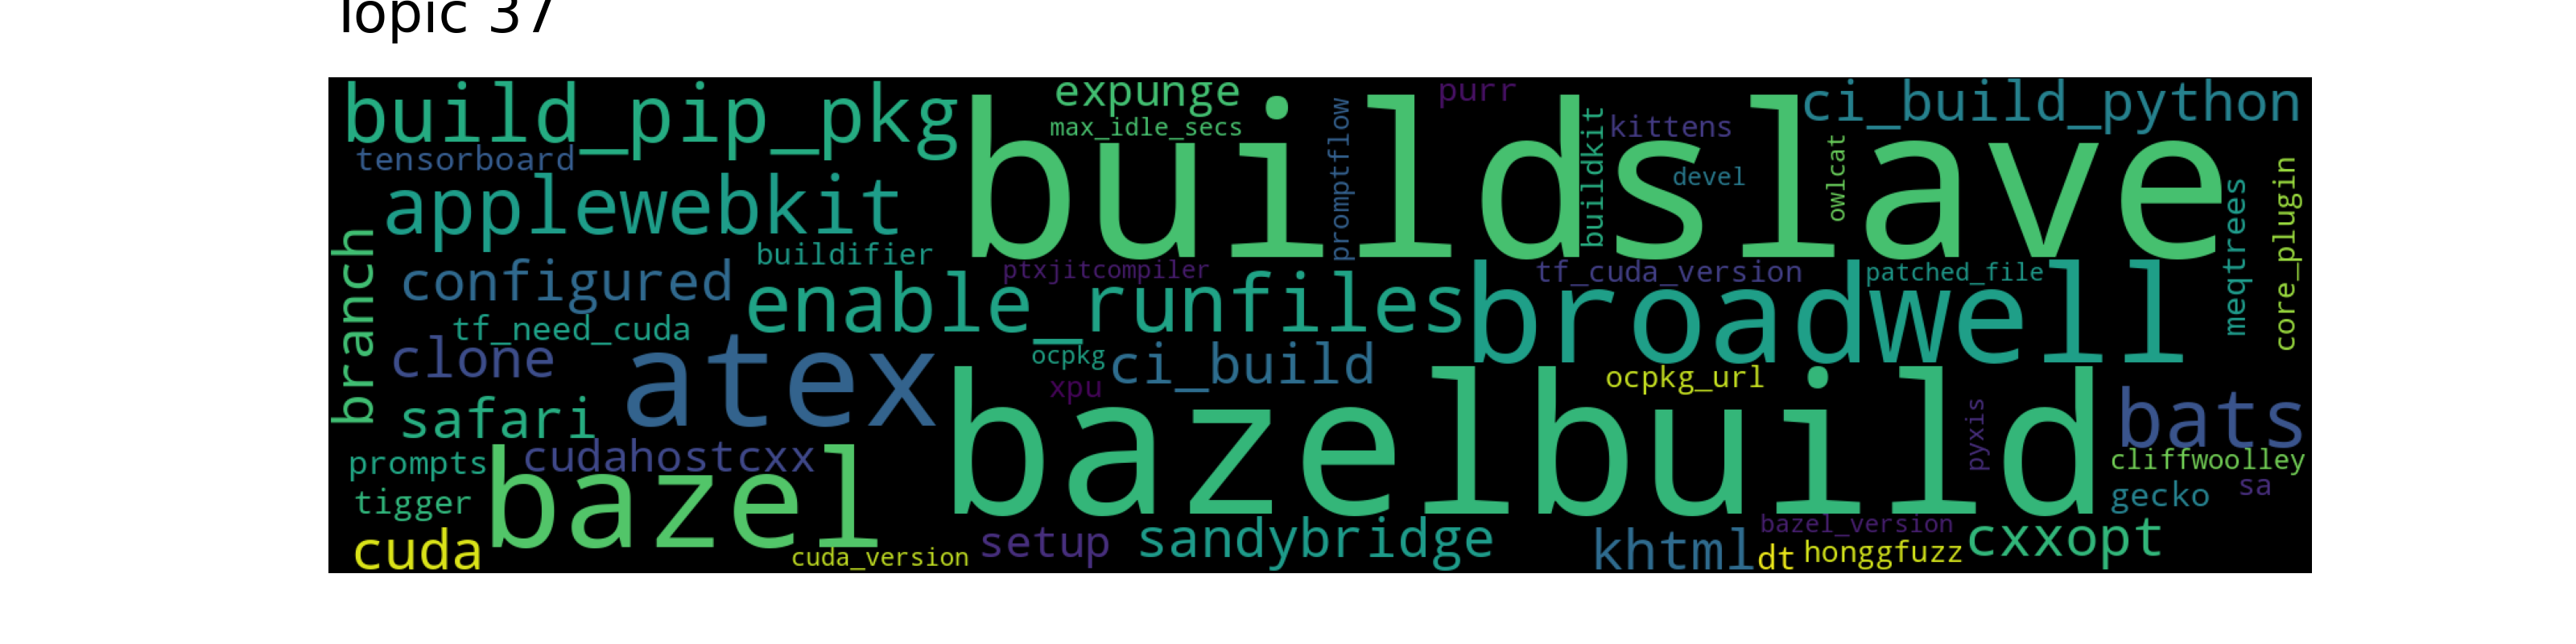 Topic 37
build_pip_pkg
expunge
purr
ci_build_python
max_idle_secs
promptflow
buildkit
kittens
buildslave
tensorboard
owlcat
devel
applewebkit
meqtrees
core_plugin
branch
buildifier
configured
ptxjitcompiler
tf_cuda_version
patched_file
enable_runfiles
broadwell
tf_need_cuda
clone
atex
ocpkg
ci_build
xpu
ocpkg_url
safari
bazelbuild
pyxis
bats
prompts
cudahostcxx
cliffwoolley
tigger
bazel
gecko
sa
cuda
cuda_version
setup
sandybridge
khtml
bazel_version
dt
honggfuzz
cxxopt